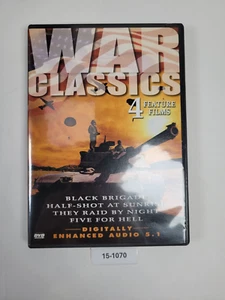 WAR
CLASSICS
4
FEATURE
FILMS
BLACK BRIGADE
HALF-SHOT AT SUNRISE
THEY RAID BY NIGHT
FIVE FOR HELL
DIGITALLY
ENHANCED AUDIO 5.1
15-1070